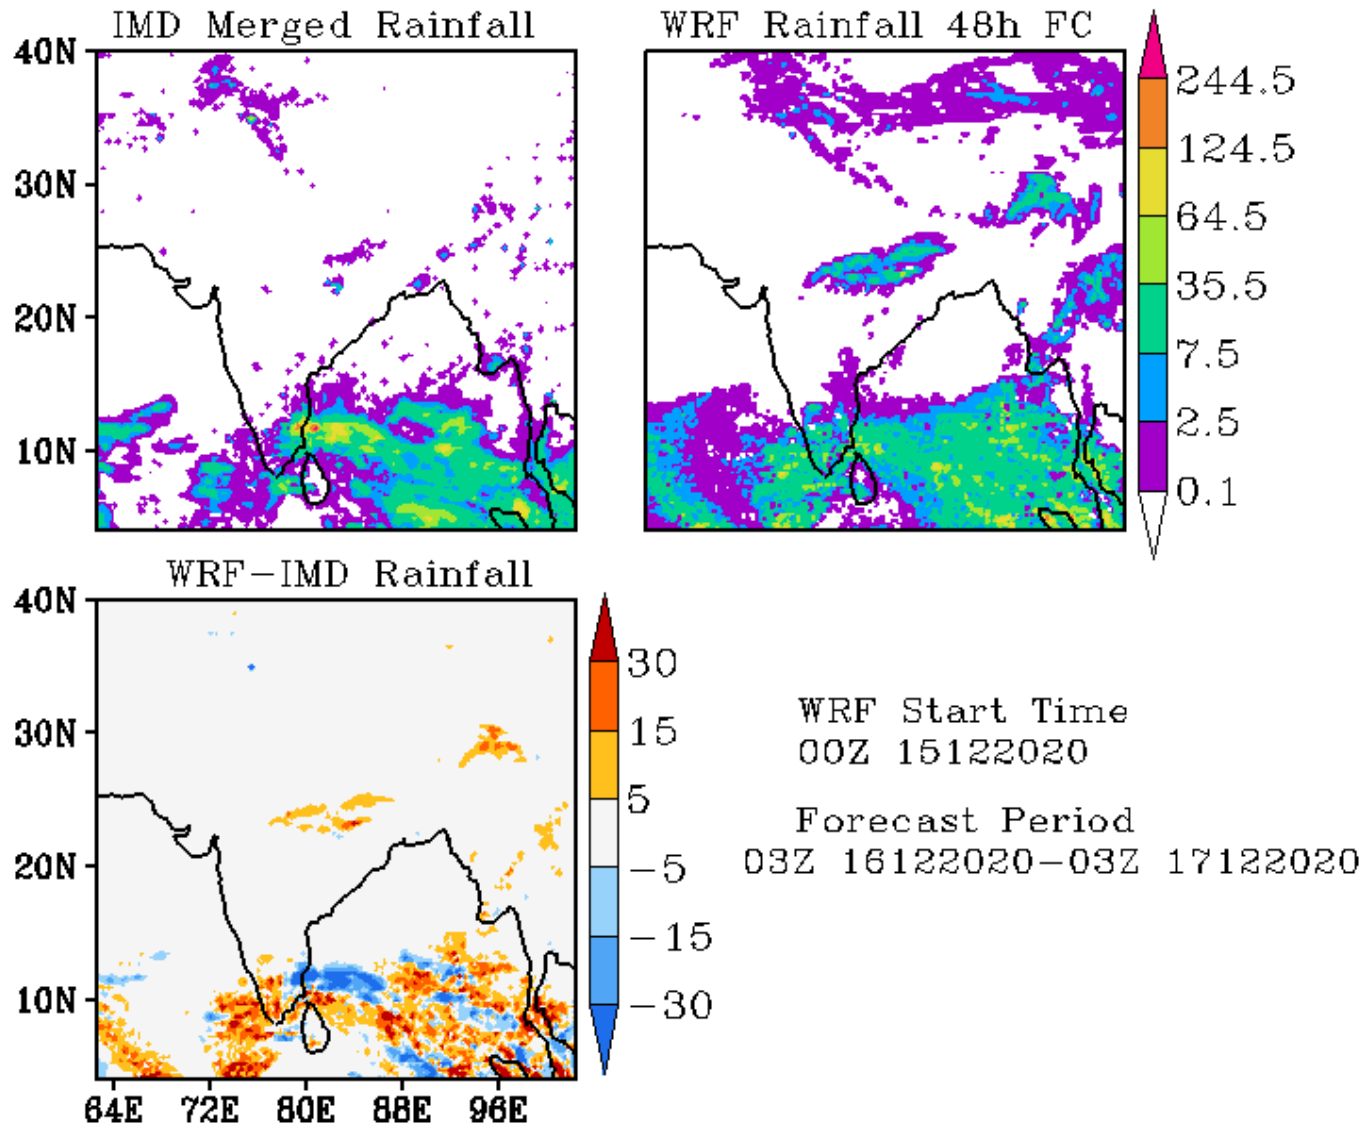 IMD Merged Rainfall
WRF Rainfall 48h FC
40N
30N
20N
10N
244.5
124.5
64.5
35.5
7.5
2.5
0.1
WRF-IMD Rainfall
40N
30N
20N
10N
64E 72E 80E 88E 96E
30
15
5
-5
-15
-30
WRF Start Time
00Z 15122020
Forecast Period
03Z 16122020-03Z 17122020